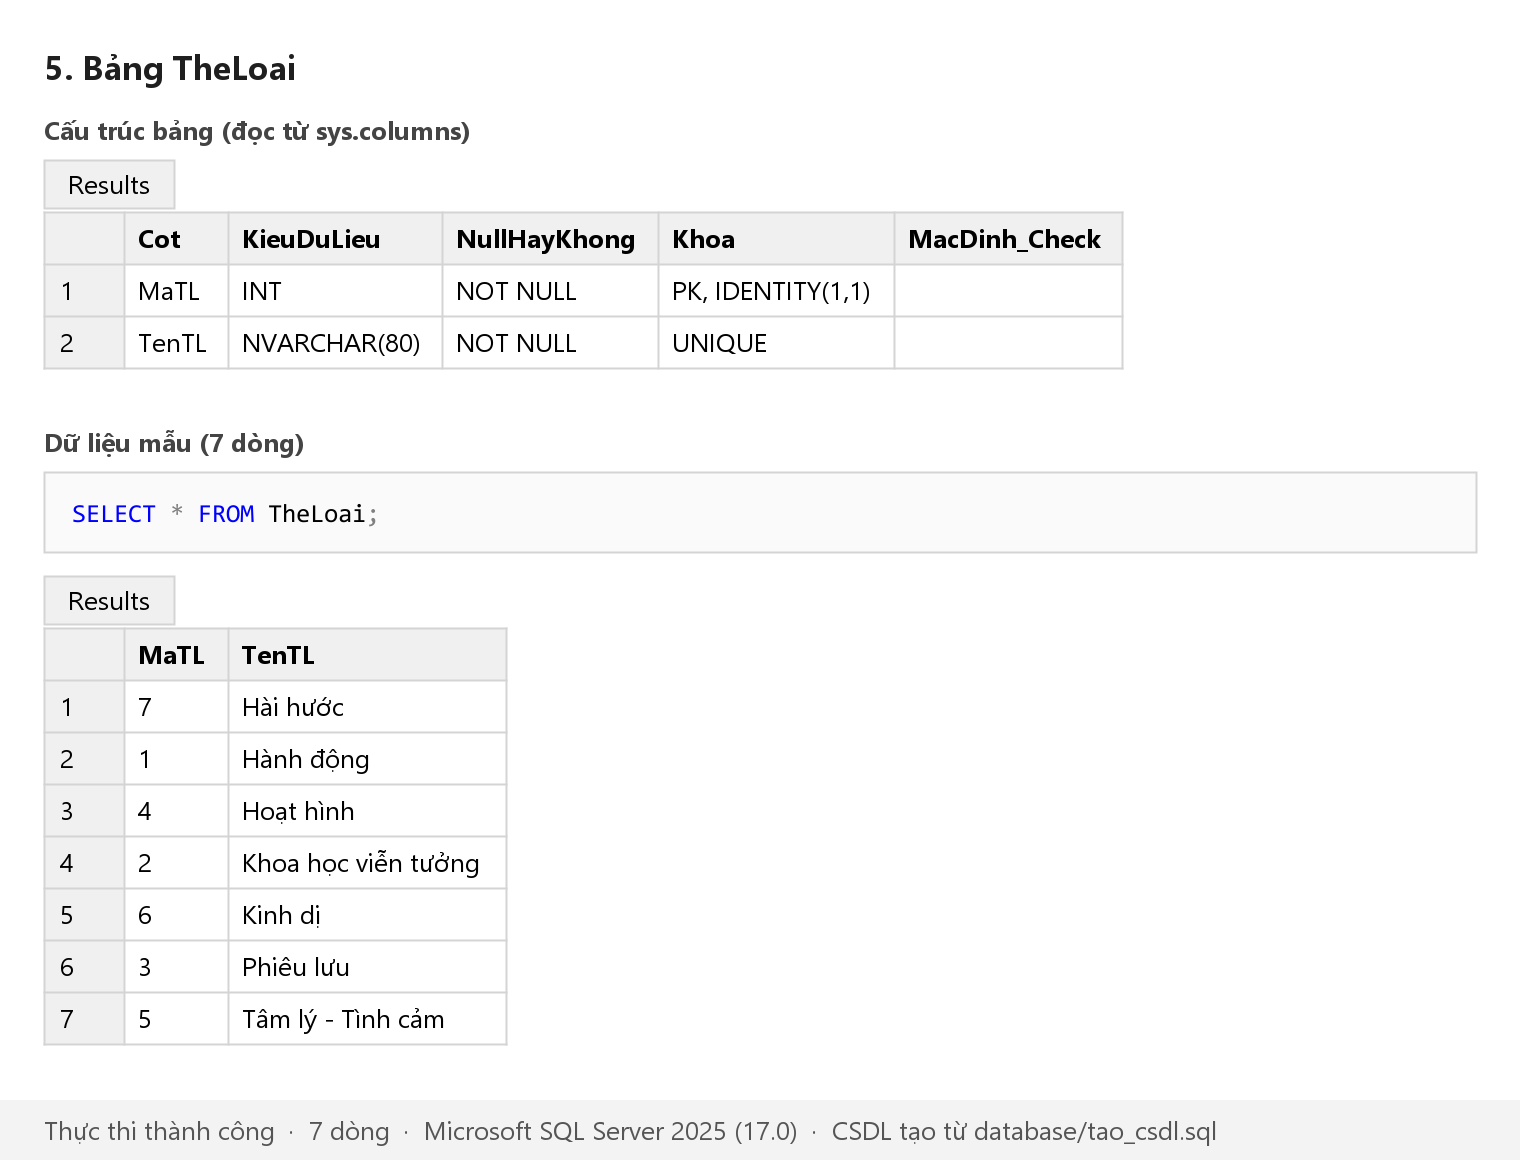 5. Bảng TheLoai
Cấu trúc bảng (đọc từ sys.columns)
Results
Cot KieuDuLieu NullHayKhong Khoa MacDinh_Check
1 MaTL INT NOT NULL PK, IDENTITY(1,1)
2 TenTL NVARCHAR(80) NOT NULL UNIQUE
Dữ liệu mẫu (7 dòng)
SELECT * FROM TheLoai;
Results
MaTL TenTL
1 7 Hài hước
2 1 Hành động
3 4 Hoạt hình
4 2 Khoa học viễn tưởng
5 6 Kinh dị
6 3 Phiêu lưu
7 5 Tâm lý - Tình cảm
Thực thi thành công · 7 dòng · Microsoft SQL Server 2025 (17.0) · CSDL tạo từ database/tao_csdl.sql